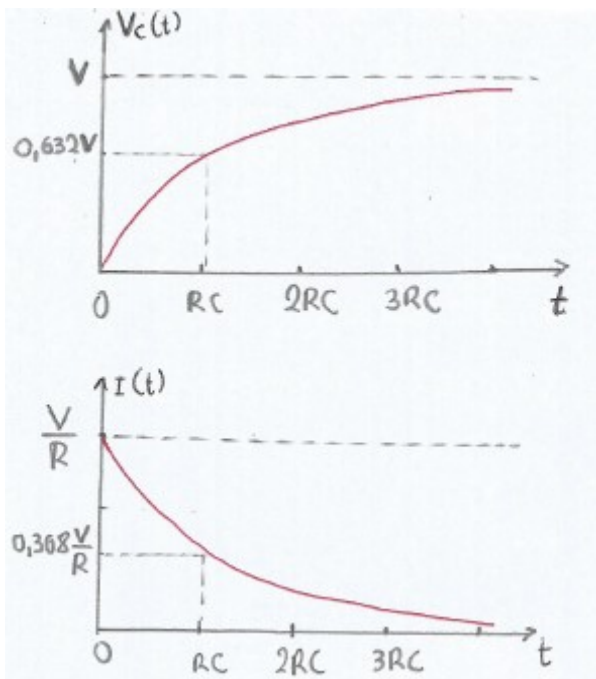 Vc(t)
V
0,632V
0 RC 2RC 3RC t
I(t)
V/R
0,368 V/R
0 RC 2RC 3RC t